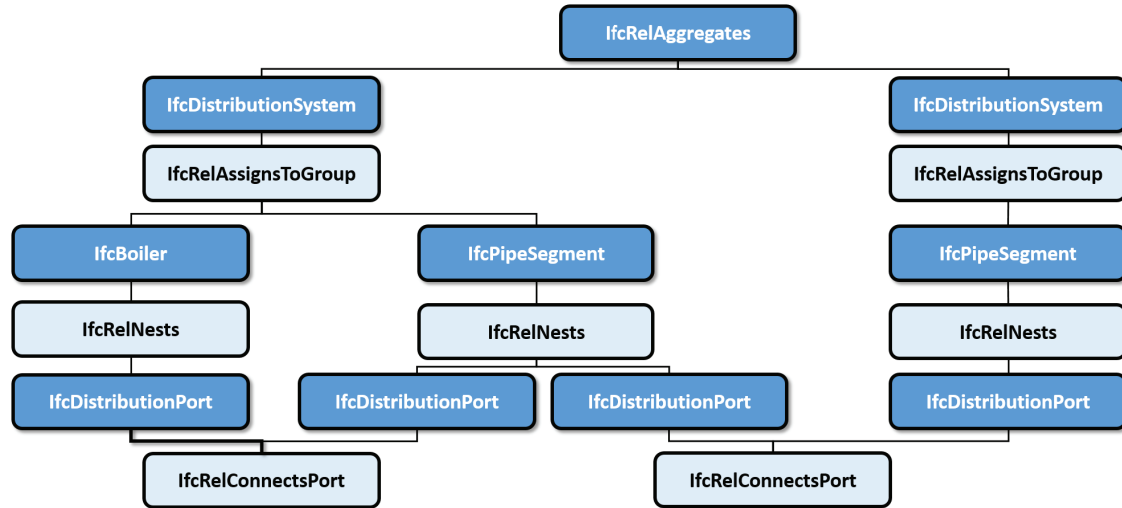 IfcRelAggregates
IfcDistributionSystem
IfcDistributionSystem
IfcRelAssignsToGroup
IfcRelAssignsToGroup
IfcBoiler
IfcPipeSegment
IfcPipeSegment
IfcRelNests
IfcRelNests
IfcRelNests
IfcDistributionPort
IfcDistributionPort
IfcDistributionPort
IfcDistributionPort
IfcRelConnectsPort
IfcRelConnectsPort